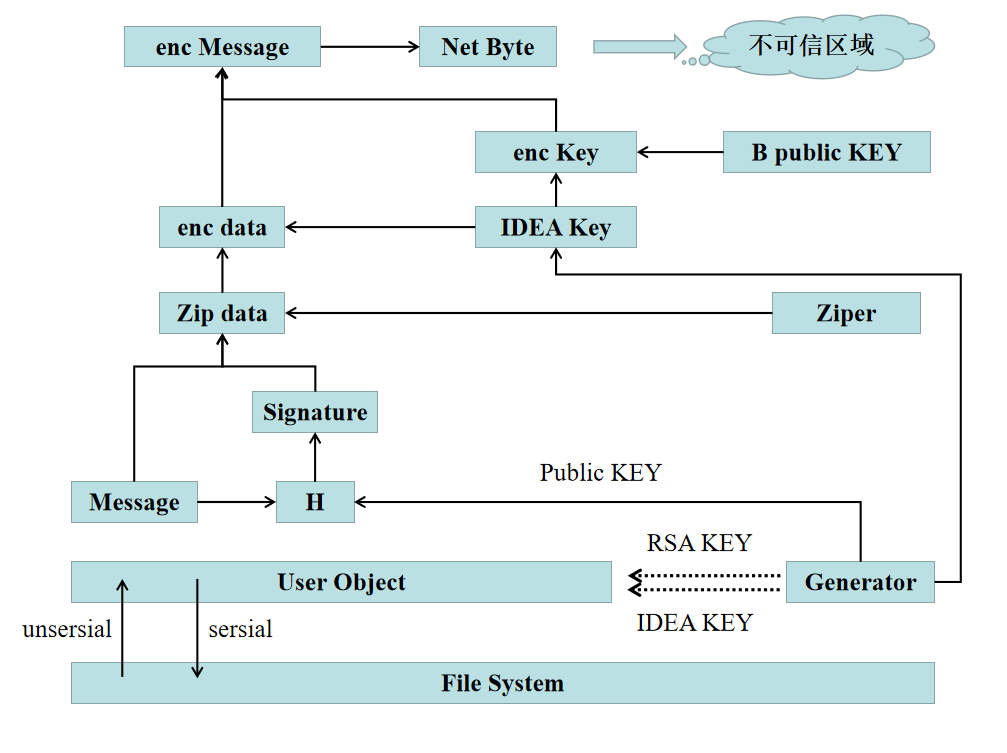 enc Message
Net Byte
不可信区域
enc Key
B public KEY
enc data
IDEA Key
Zip data
Ziper
Signature
Public KEY
Message
H
RSA KEY
User Object
Generator
unsersial
sersial
IDEA KEY
File System